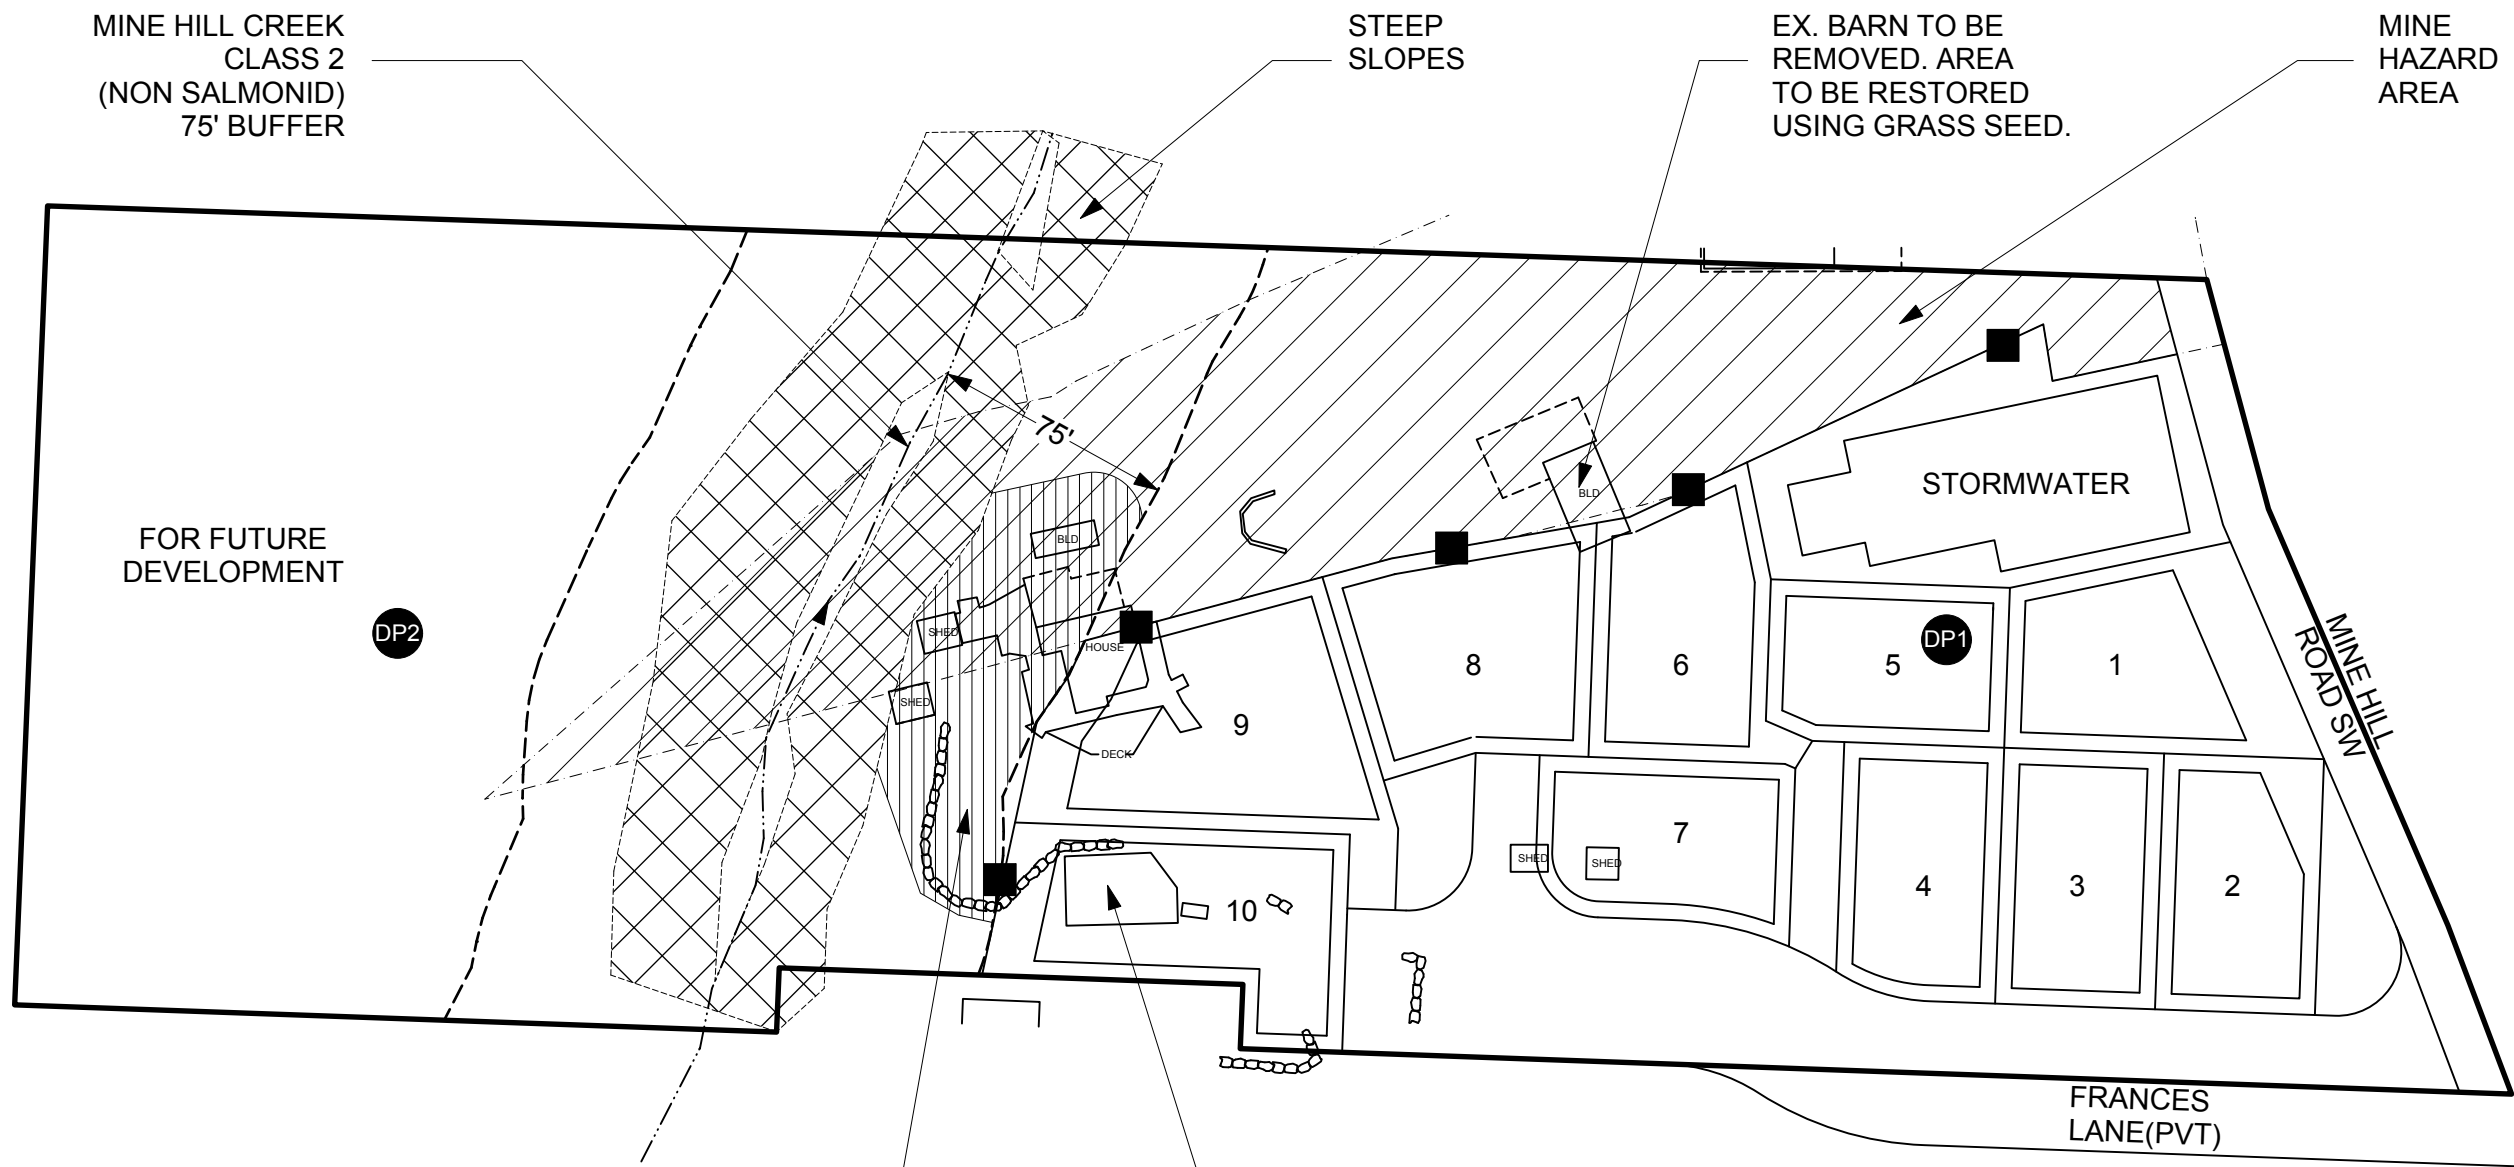 MINE HILL CREEK
CLASS 2
(NON SALMONID)
75' BUFFER
STEEP
SLOPES
EX. BARN TO BE
REMOVED. AREA
TO BE RESTORED
USING GRASS SEED.
MINE
HAZARD
AREA
75'
FOR FUTURE
DEVELOPMENT
DP2
BLD
BLD
STORMWATER
SHED
HOUSE
SHED
DECK
9
8
6
5
DP1
1
MINE HILL
ROAD SW
7
SHED
SHED
10
4
3
2
FRANCES
LANE(PVT)